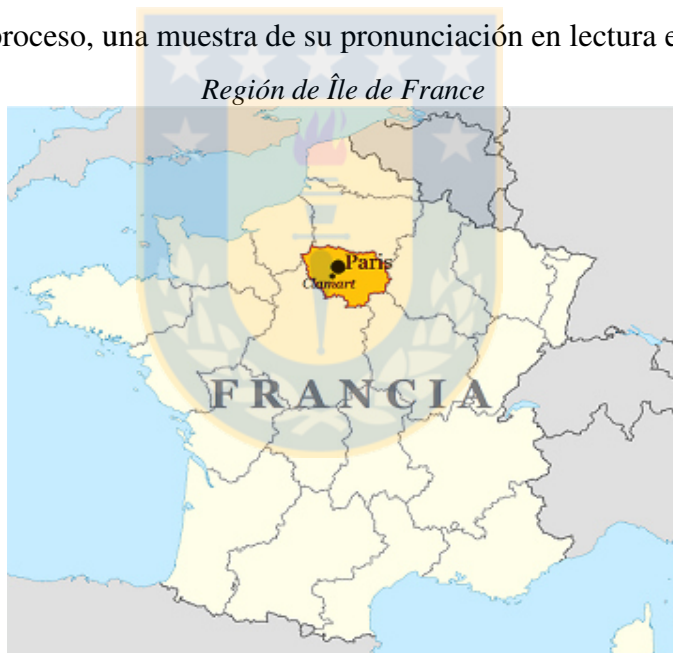 proceso, una muestra de su pronunciación en lectura e
Región de Île de France
Paris
Clamart
FRANCIA